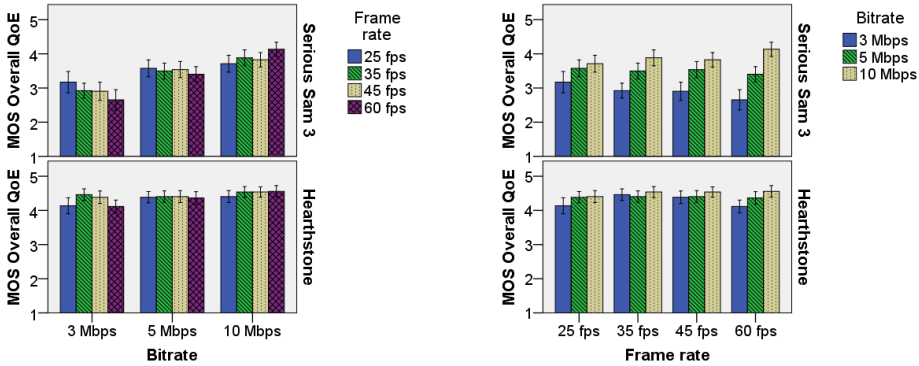 MOS Overall QoE
5
4
3
2
1
Serious Sam 3
MOS Overall QoE
5
4
3
2
1
Hearthstone
3 Mbps
5 Mbps
10 Mbps
Bitrate
Frame
rate
25 fps
35 fps
45 fps
60 fps
MOS Overall QoE
5
4
3
2
1
Serious Sam 3
MOS Overall QoE
5
4
3
2
1
Hearthstone
25 fps
35 fps
45 fps
60 fps
Frame rate
Bitrate
3 Mbps
5 Mbps
10 Mbps